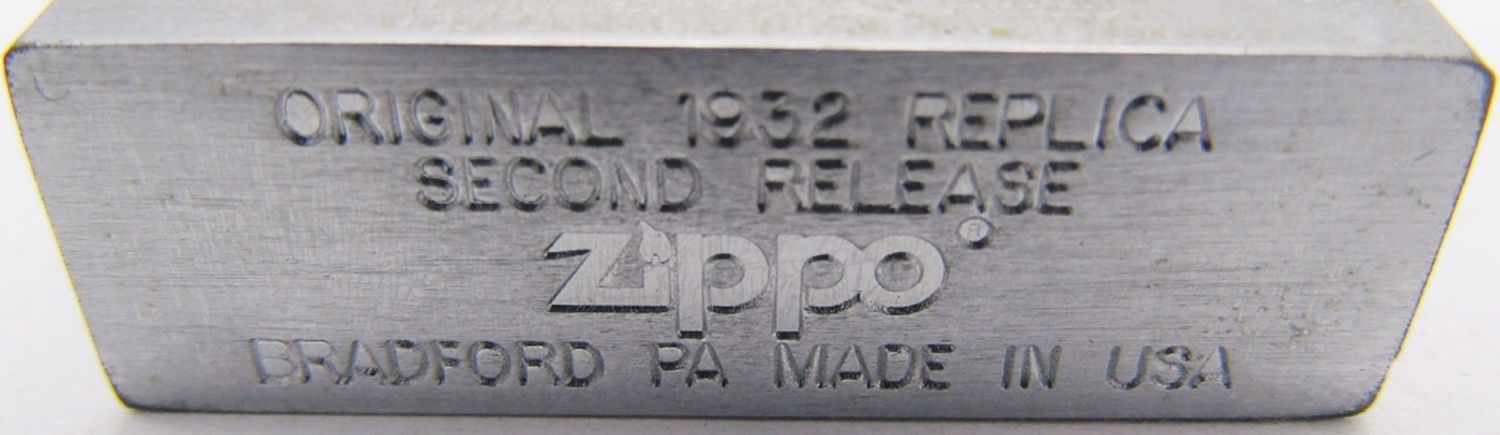 ORIGINAL 1932 REPLICA
SECOND RELEASE
Zippo®
BRADFORD PA MADE IN USA